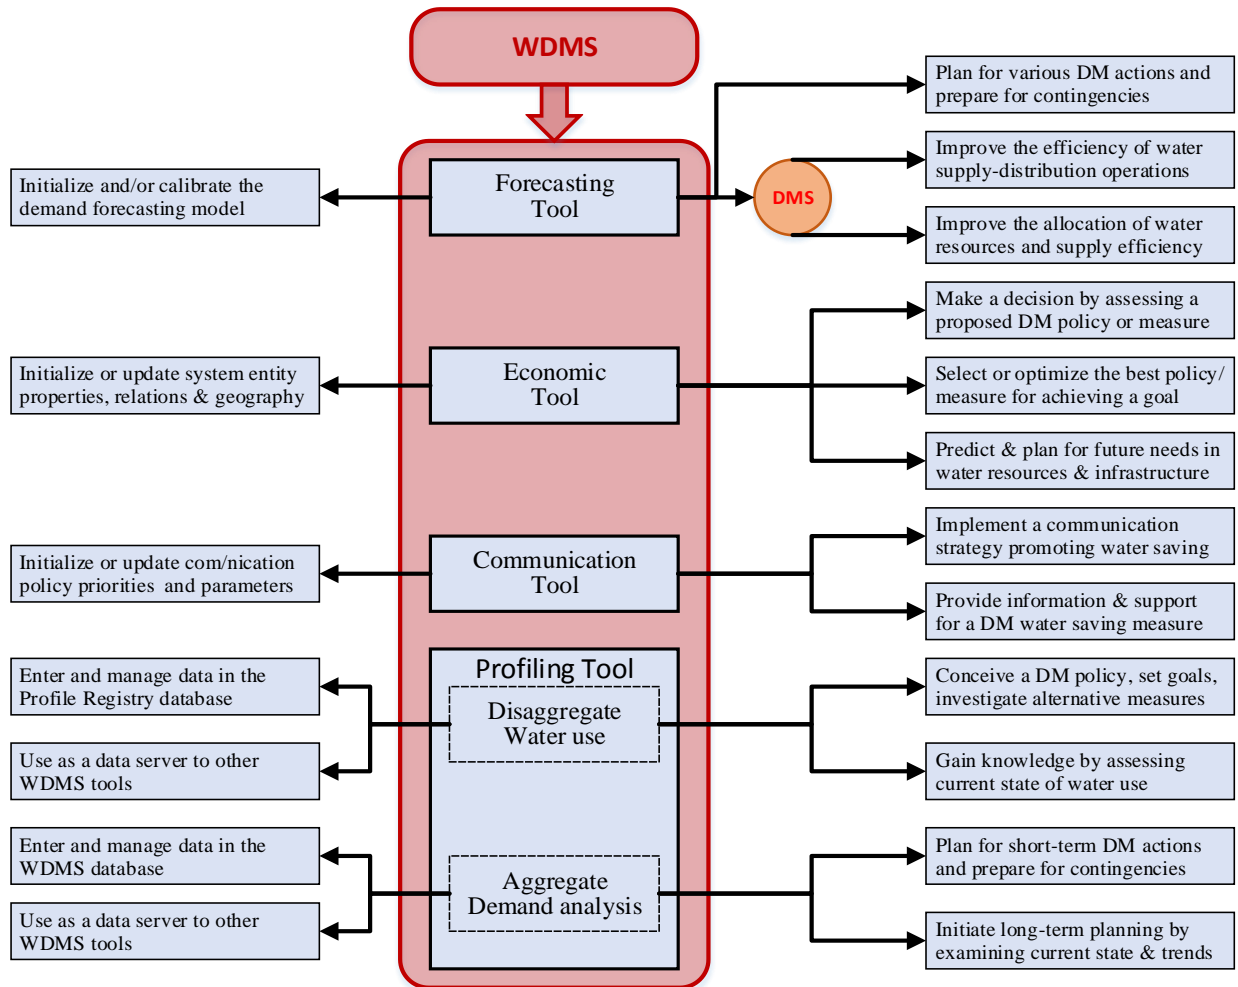 WDMS
Plan for various DM actions and
prepare for contingencies
Improve the efficiency of water
supply-distribution operations
Initialize and/or calibrate the
demand forecasting model
Forecasting
Tool
DMS
Improve the allocation of water
resources and supply efficiency
Make a decision by assessing a
proposed DM policy or measure
Initialize or update system entity
properties, relations & geography
Economic
Tool
Select or optimize the best policy/
measure for achieving a goal
Predict & plan for future needs in
water resources & infrastructure
Implement a communication
strategy promoting water saving
Initialize or update com/nication
policy priorities and parameters
Communication
Tool
Provide information & support
for a DM water saving measure
Enter and manage data in the
Profile Registry database
Profiling Tool
Disaggregate
Water use
Conceive a DM policy, set goals,
investigate alternative measures
Use as a data server to other
WDMS tools
Gain knowledge by assessing
current state of water use
Enter and manage data in the
WDMS database
Aggregate
Demand analysis
Plan for short-term DM actions
and prepare for contingencies
Use as a data server to other
WDMS tools
Initiate long-term planning by
examining current state & trends